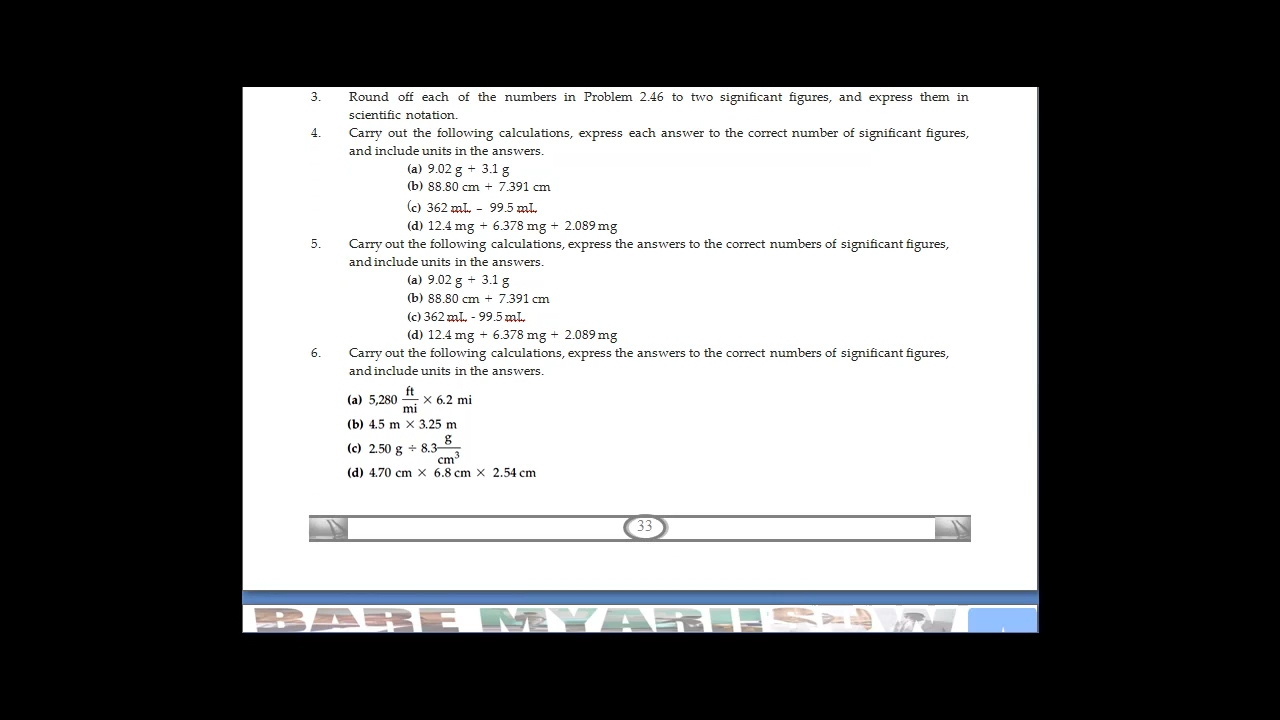 3. Round off each of the numbers in Problem 2.46 to two significant figures, and express them in
scientific notation.
4. Carry out the following calculations, express each answer to the correct number of significant figures,
and include units in the answers.
(a) 9.02 g + 3.1 g
(b) 88.80 cm + 7.391 cm
(c) 362 mL – 99.5 mL
(d) 12.4 mg + 6.378 mg + 2.089 mg
5. Carry out the following calculations, express the answers to the correct numbers of significant figures,
and include units in the answers.
(a) 9.02 g + 3.1 g
(b) 88.80 cm + 7.391 cm
(c) 362 mL - 99.5 mL
(d) 12.4 mg + 6.378 mg + 2.089 mg
6. Carry out the following calculations, express the answers to the correct numbers of significant figures,
and include units in the answers.
(a) 5,280 ft/mi × 6.2 mi
(b) 4.5 m × 3.25 m
(c) 2.50 g ÷ 8.3 g/cm³
(d) 4.70 cm × 6.8 cm × 2.54 cm
33
BARE MYARIISOW